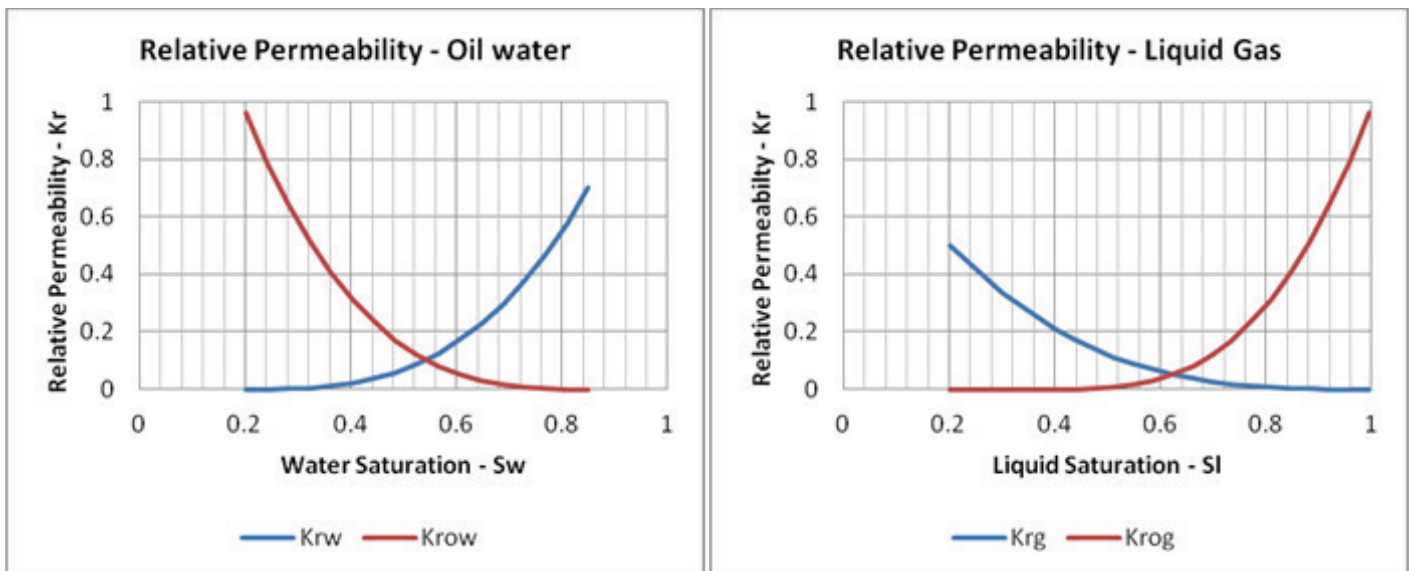 Relative Permeability - Oil water
Relative Permeability - Kr
1
0.8
0.6
0.4
0.2
0
0 0.2 0.4 0.6 0.8 1
Water Saturation - Sw
Krw Krow
Relative Permeability - Liquid Gas
Relative Permeabilty - Kr
1
0.8
0.6
0.4
0.2
0
0 0.2 0.4 0.6 0.8 1
Liquid Saturation - Sl
Krg Krog